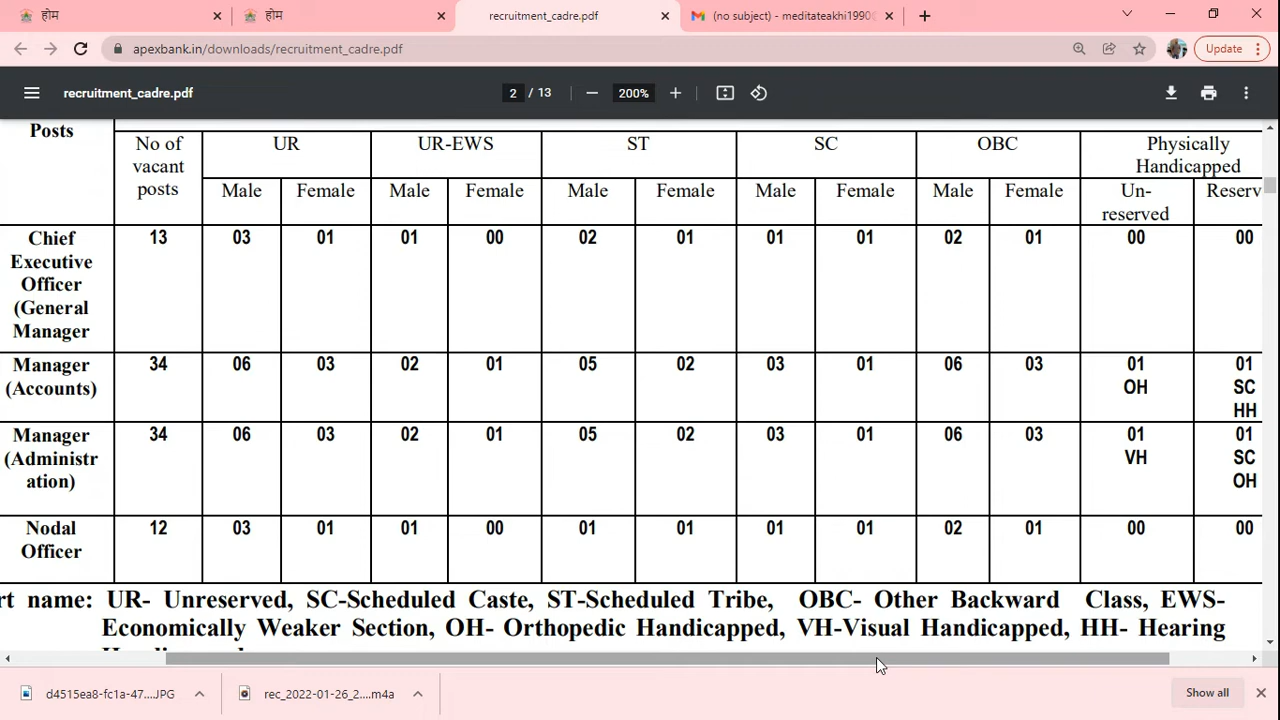 होम
होम
recruitment_cadre.pdf
(no subject) - meditateakhi1990
apexbank.in/downloads/recruitment_cadre.pdf
Update
recruitment_cadre.pdf
2 / 13
200%
Posts
No of vacant posts
UR
UR-EWS
ST
SC
OBC
Physically Handicapped
Male Female Male Female Male Female Male Female Male Female Un-reserved Reserv
Chief Executive Officer (General Manager
13 03 01 01 00 02 01 01 01 02 01 00 00
Manager (Accounts)
34 06 03 02 01 05 02 03 01 06 03 01 OH 01 SC HH
Manager (Administr ation)
34 06 03 02 01 05 02 03 01 06 03 01 VH 01 SC OH
Nodal Officer
12 03 01 01 00 01 01 01 01 02 01 00 00
rt name: UR- Unreserved, SC-Scheduled Caste, ST-Scheduled Tribe, OBC- Other Backward Class, EWS-
Economically Weaker Section, OH- Orthopedic Handicapped, VH-Visual Handicapped, HH- Hearing
d4515ea8-fc1a-47....JPG
rec_2022-01-26_2....m4a
Show all